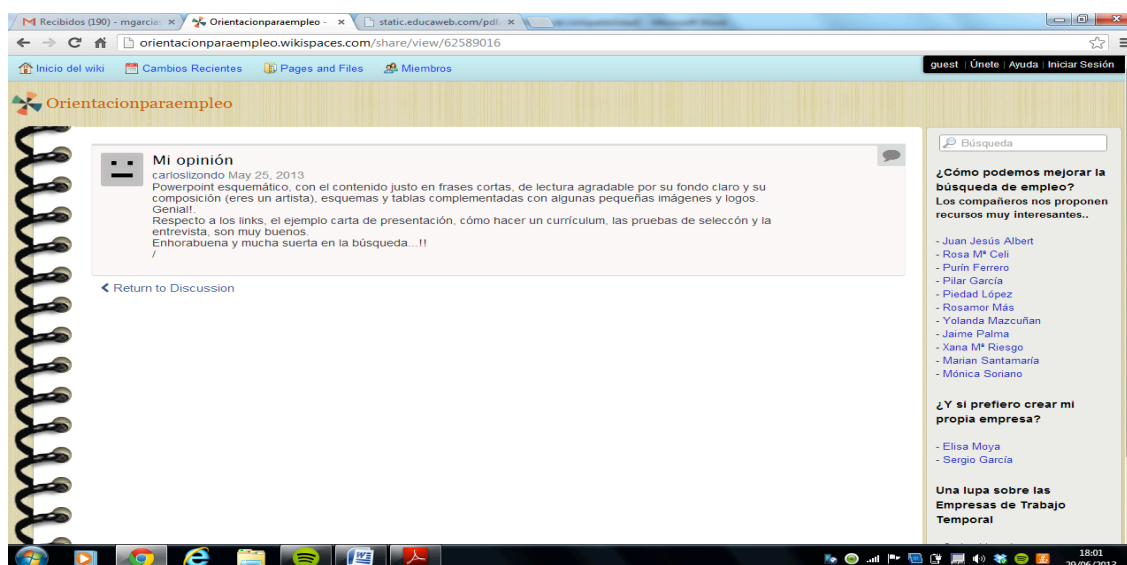 Recibidos (190) - mgarcia
Orientacionparaempleo -
static.educaweb.com/pdf
orientacionparaempleo.wikispaces.com/share/view/62589016
Inicio del wiki Cambios Recientes Pages and Files Miembros
guest | Únete | Ayuda | Iniciar Sesión
Orientacionparaempleo
Mi opinión
carloslizondo May 25, 2013
Powerpoint esquemático, con el contenido justo en frases cortas, de lectura agradable por su fondo claro y su
composición (eres un artista), esquemas y tablas complementadas con algunas pequeñas imágenes y logos.
Genial!.
Respecto a los links, el ejemplo carta de presentación, cómo hacer un currículum, las pruebas de seleccón y la
entrevista, son muy buenos.
Enhorabuena y mucha suerte en la búsqueda...!!
/
Return to Discussion
Búsqueda
¿Cómo podemos mejorar la
búsqueda de empleo?
Los compañeros nos proponen
recursos muy interesantes..
- Juan Jesús Albert
- Rosa Mª Celi
- Purín Ferrero
- Pilar García
- Piedad López
- Rosamor Más
- Yolanda Mazcuñan
- Jaime Palma
- Xana Mª Riesgo
- Marian Santamaría
- Mónica Soriano
¿Y si prefiero crear mi
propia empresa?
- Elisa Moya
- Sergio García
Una lupa sobre las
Empresas de Trabajo
Temporal
18:01
29/06/2013